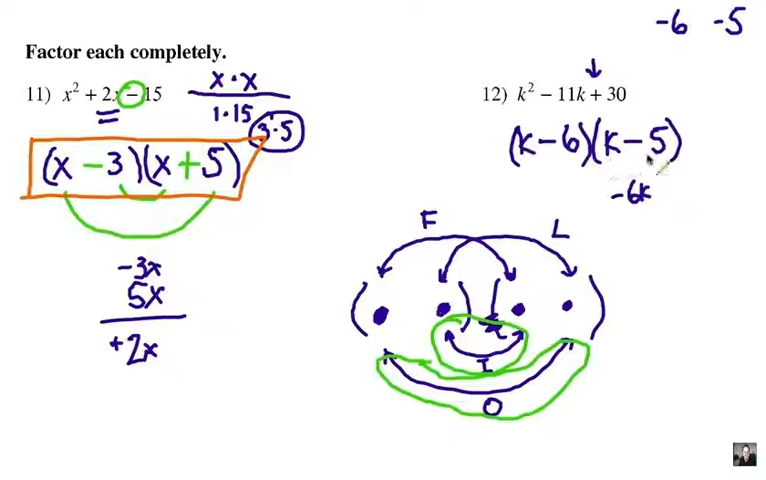 -6 -5
Factor each completely.
11) x² + 2x - 15
x · x
1 · 15
3 · 5
=
(x - 3)(x + 5)
-3x
5x
+2x
12) k² - 11k + 30
(k - 6)(k - 5)
-6k
F L
I
O